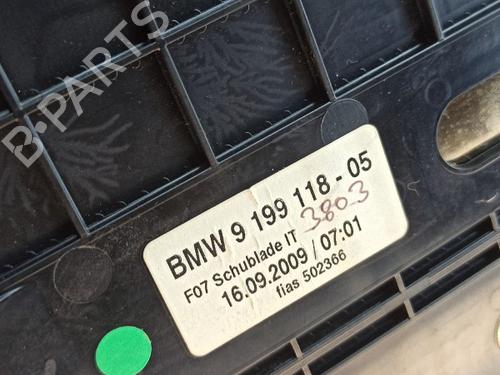 B-PARTS
BMW 9 199 118 - 05
F07 Schublade IT 3803
16.09.2009 / 07:01
fias 502366